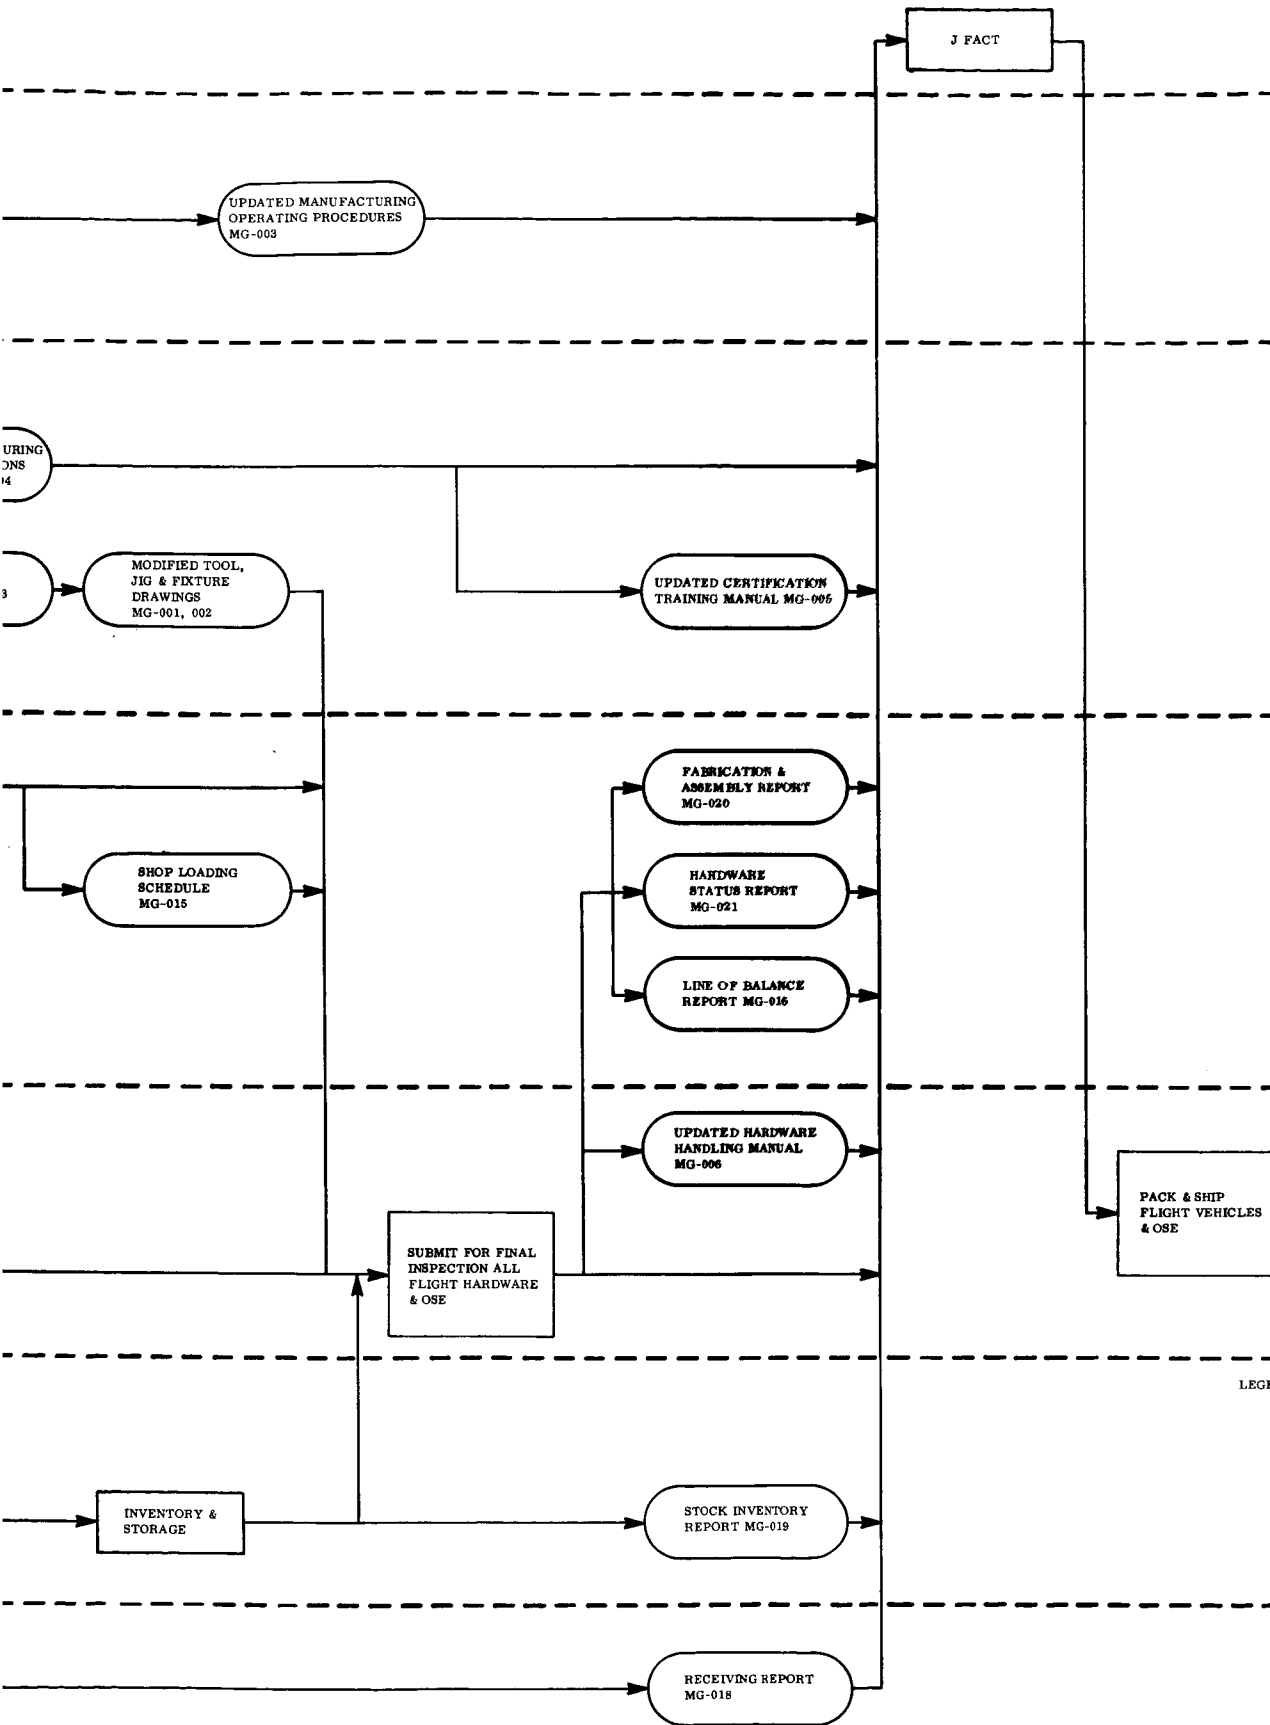 J FACT
UPDATED MANUFACTURING
OPERATING PROCEDURES
MG-003
URING
ONS
04
3
MODIFIED TOOL,
JIG & FIXTURE
DRAWINGS
MG-001, 002
UPDATED CERTIFICATION
TRAINING MANUAL MG-005
FABRICATION &
ASSEMBLY REPORT
MG-020
SHOP LOADING
SCHEDULE
MG-015
HARDWARE
STATUS REPORT
MG-021
LINE OF BALANCE
REPORT MG-016
UPDATED HARDWARE
HANDLING MANUAL
MG-006
PACK & SHIP
FLIGHT VEHICLES
& OSE
SUBMIT FOR FINAL
INSPECTION ALL
FLIGHT HARDWARE
& OSE
LEGE
INVENTORY &
STORAGE
STOCK INVENTORY
REPORT MG-019
RECEIVING REPORT
MG-018